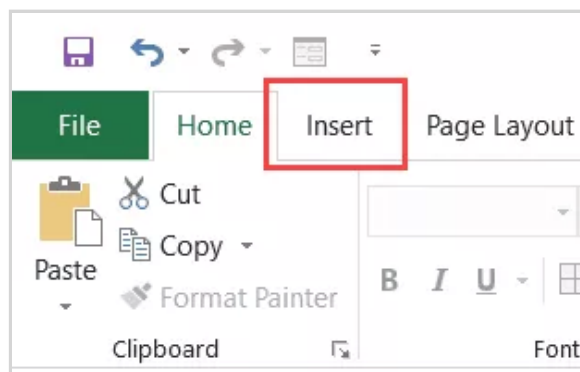 File Home Insert Page Layout
Cut
Copy
Paste
Format Painter
B I U
Clipboard
Font